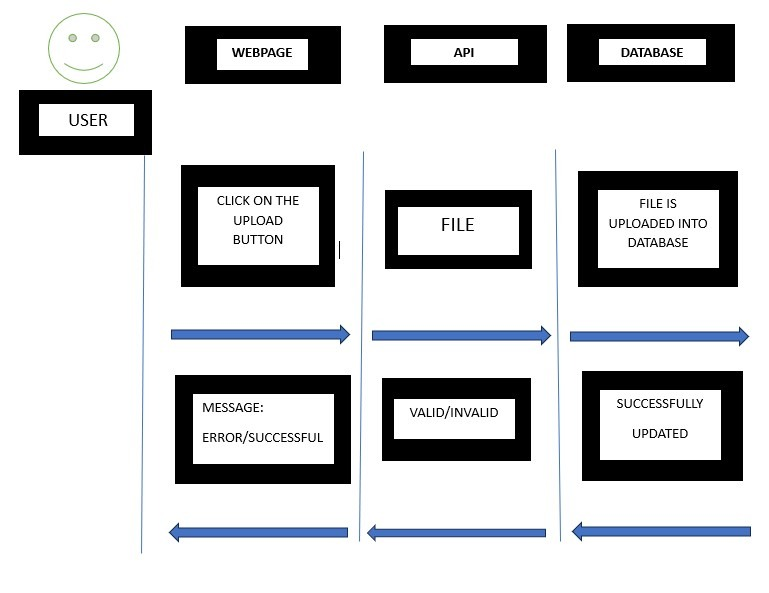 WEBPAGE
API
DATABASE
USER
CLICK ON THE
UPLOAD
BUTTON
FILE
FILE IS
UPLOADED INTO
DATABASE
MESSAGE:
ERROR/SUCCESSFUL
VALID/INVALID
SUCCESSFULLY
UPDATED